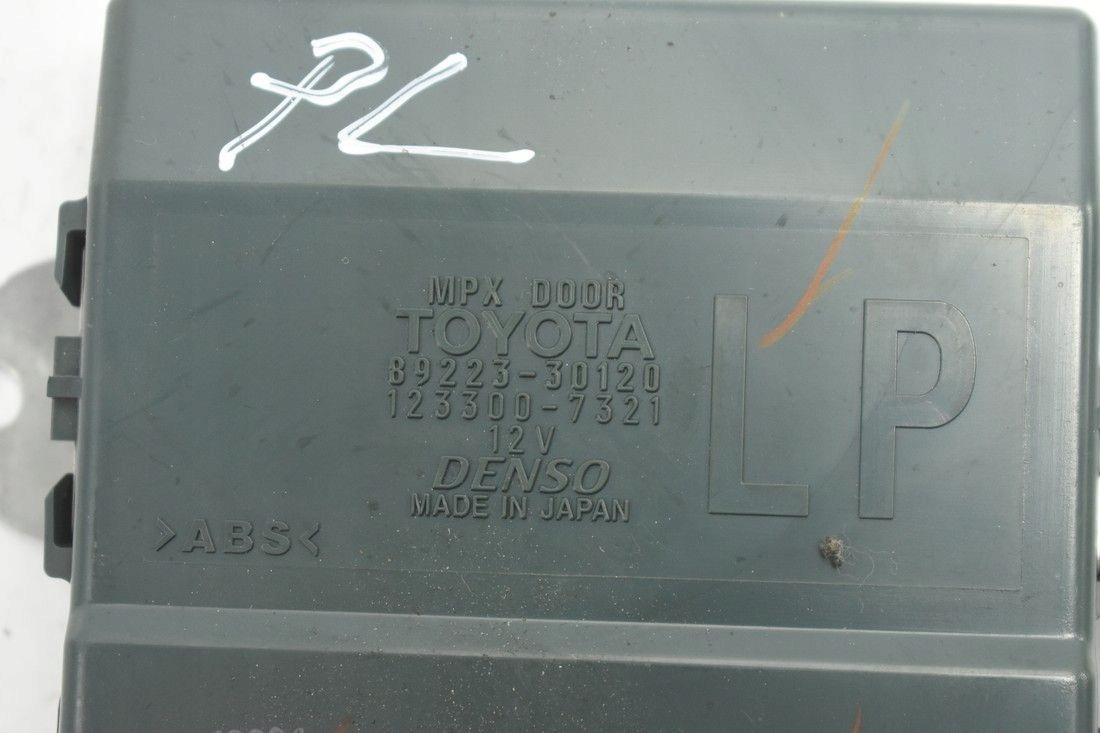 PL
MPX DOOR
TOYOTA
89223-30120
123300-7321
12V
DENSO
MADE IN JAPAN
LP
>ABS<